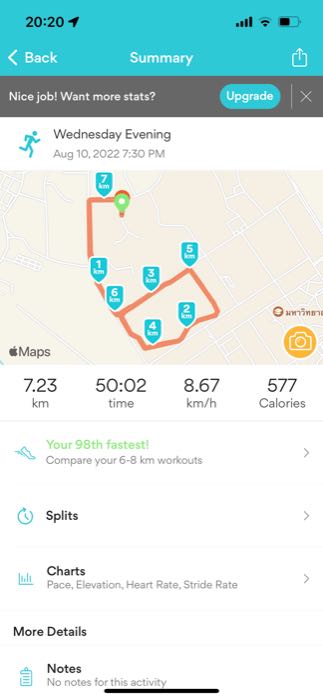 20:20
Back
Summary
Nice job! Want more stats?
Upgrade
Wednesday Evening
Aug 10, 2022 7:30 PM
7
km
5
km
1
km
3
km
6
km
2
km
4
km
มหาวิทยาเ
Maps
7.23
50:02
8.67
577
km
time
km/h
Calories
Your 98th fastest!
Compare your 6-8 km workouts
Splits
Charts
Pace, Elevation, Heart Rate, Stride Rate
More Details
Notes
No notes for this activity